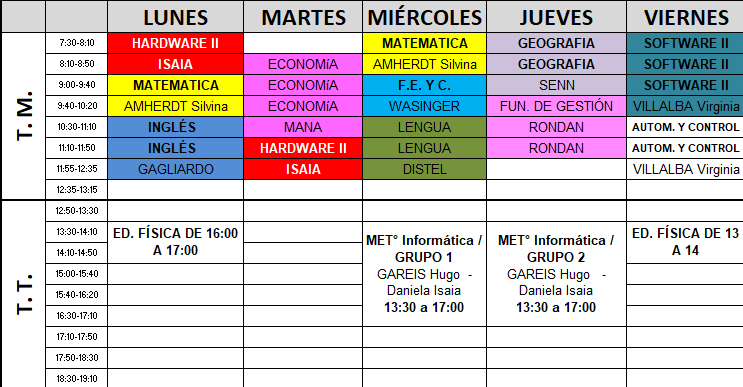 LUNES MARTES MIÉRCOLES JUEVES VIERNES
T. M.
7:30-8:10 HARDWARE II MATEMATICA GEOGRAFIA SOFTWARE II
8:10-8:50 ISAIA ECONOMíA AMHERDT Silvina GEOGRAFIA SOFTWARE II
9:00-9:40 MATEMATICA ECONOMíA F.E. Y C. SENN SOFTWARE II
9:40-10:20 AMHERDT Silvina ECONOMíA WASINGER FUN. DE GESTIÓN VILLALBA Virginia
10:30-11:10 INGLÉS MANA LENGUA RONDAN AUTOM. Y CONTROL
11:10-11:50 INGLÉS HARDWARE II LENGUA RONDAN AUTOM. Y CONTROL
11:55-12:35 GAGLIARDO ISAIA DISTEL VILLALBA Virginia
12:35-13:15
T. T.
12:50-13:30
13:30-14:10 ED. FÍSICA DE 16:00 MET° Informática / MET° Informática / ED. FÍSICA DE 13
14:10-14:50 A 17:00 GRUPO 1 GRUPO 2 A 14
15:00-15:40 GAREIS Hugo - GAREIS Hugo -
15:40-16:20 Daniela Isaia Daniela Isaia
16:30-17:10 13:30 a 17:00 13:30 a 17:00
17:10-17:50
17:50-18:30
18:30-19:10